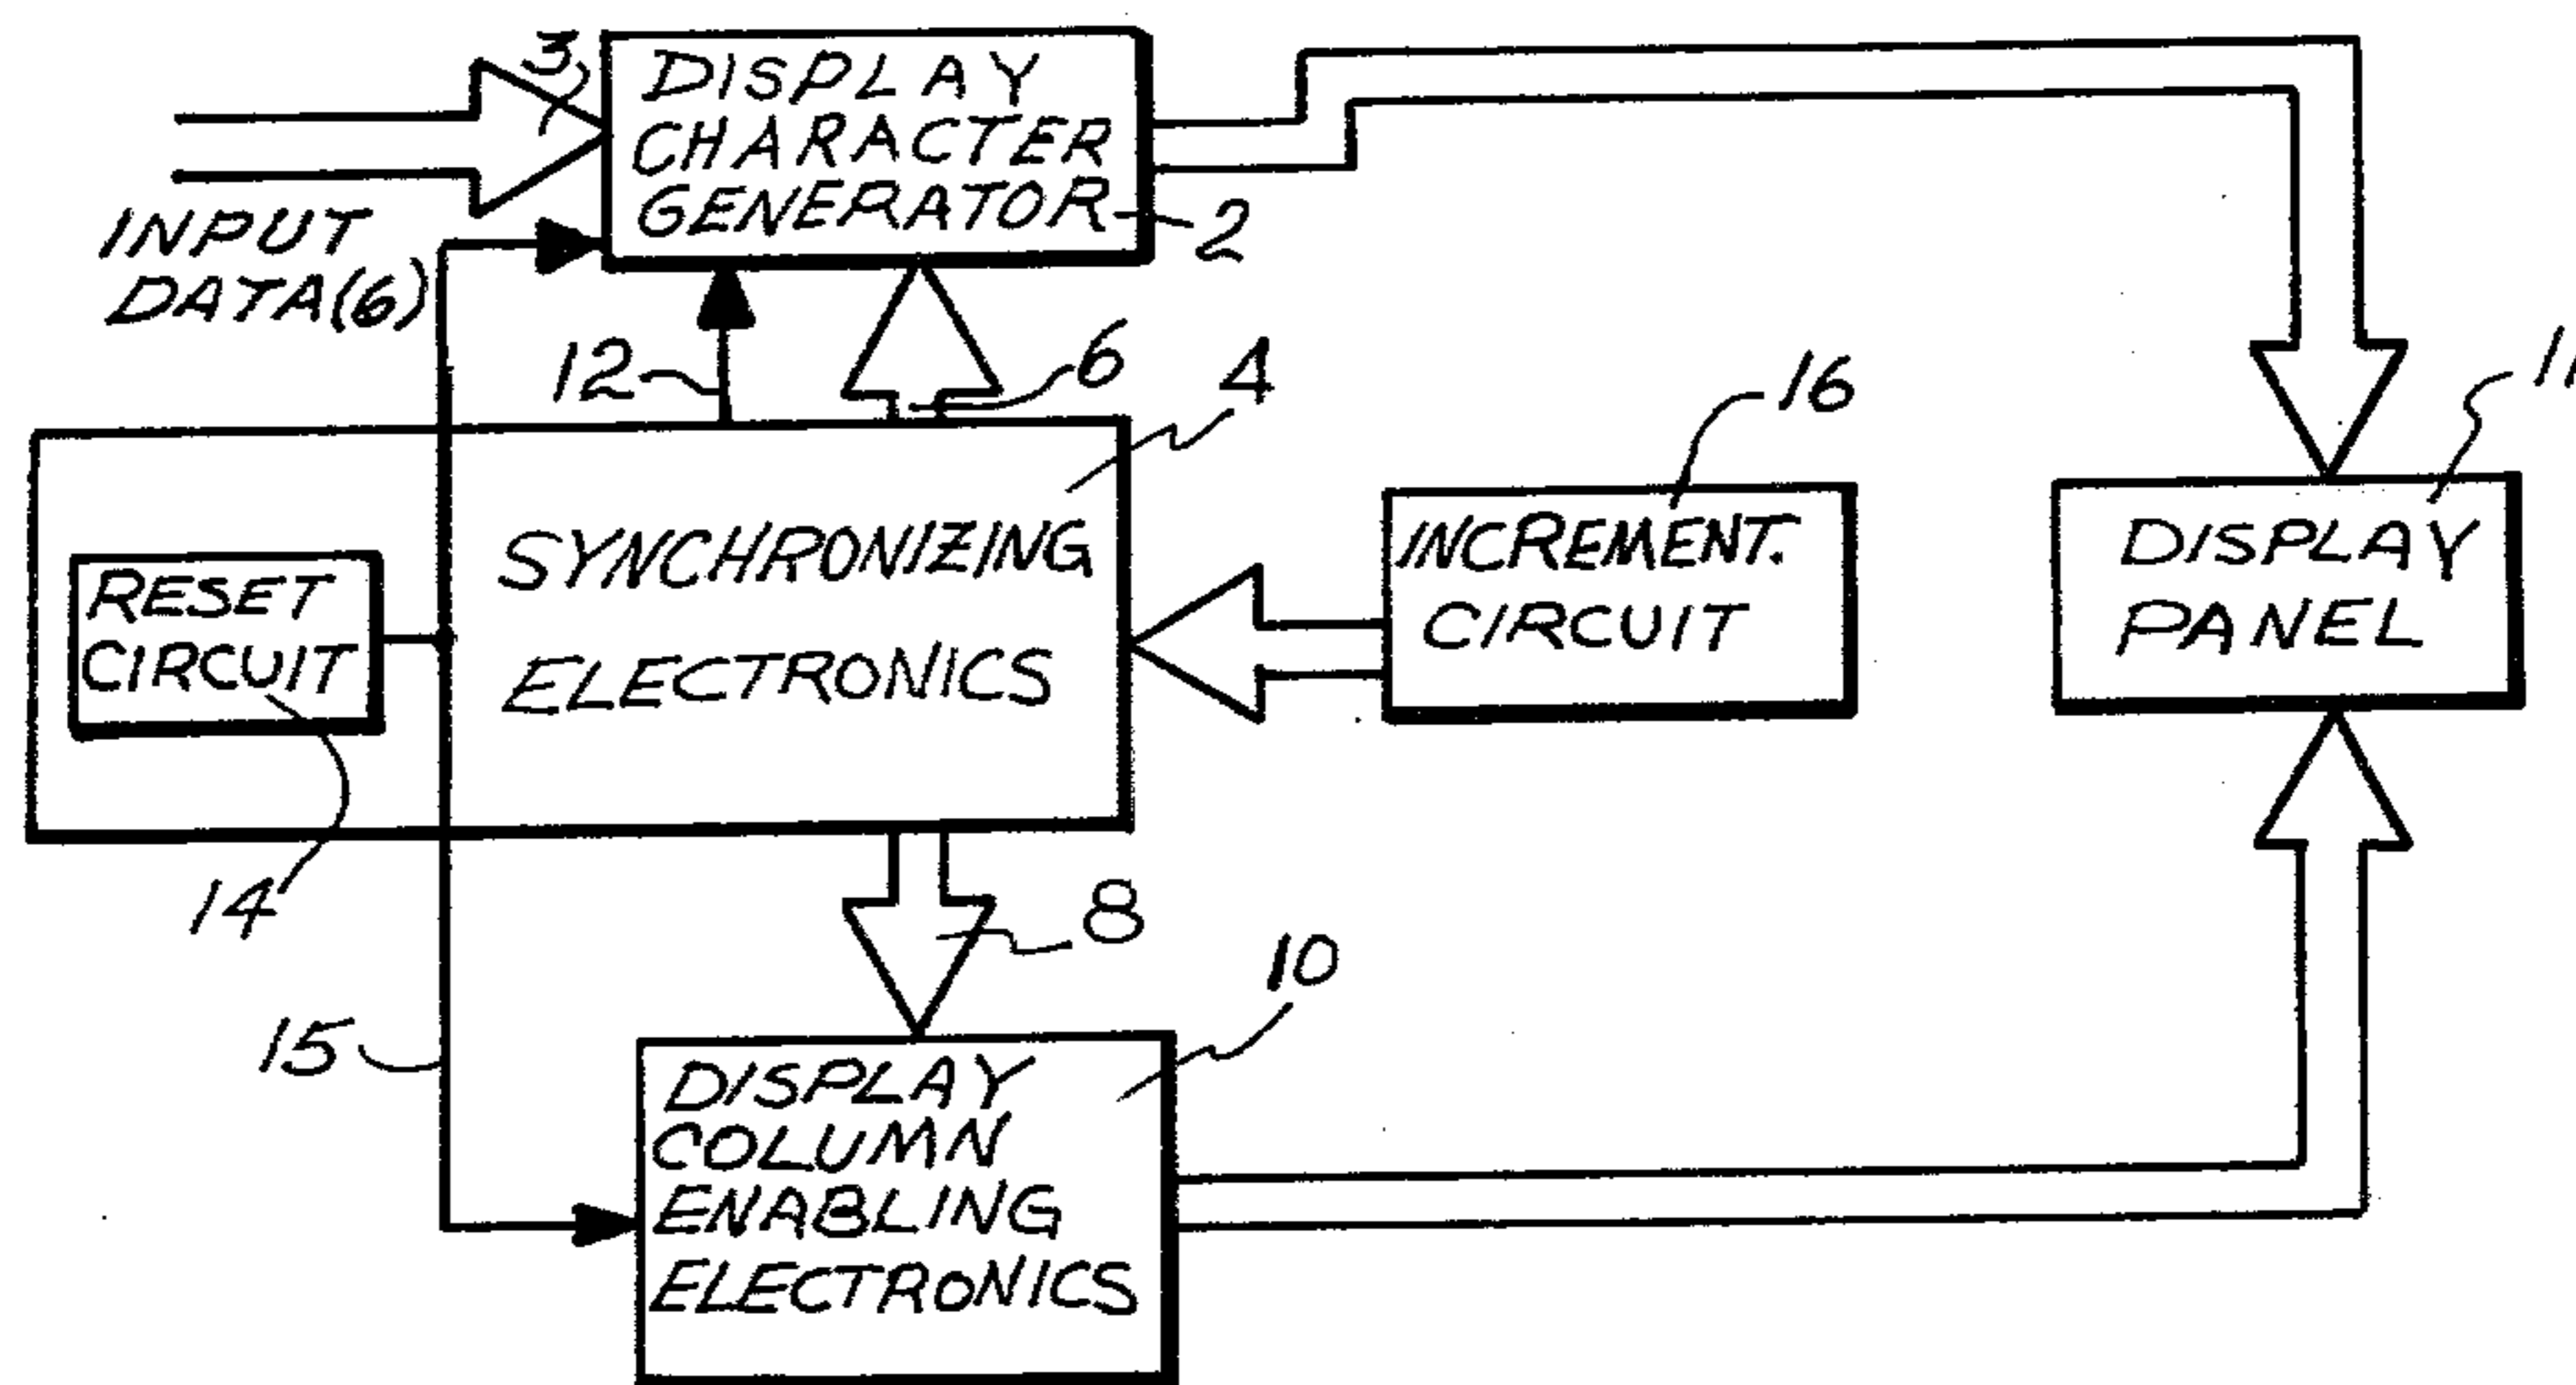 3
DISPLAY
CHARACTER
GENERATOR
2
INPUT
DATA(6)
12
6
4
16
11
RESET
CIRCUIT
SYNCHRONIZING
ELECTRONICS
INCREMENT.
CIRCUIT
DISPLAY
PANEL
14
8
10
15
DISPLAY
COLUMN
ENABLING
ELECTRONICS